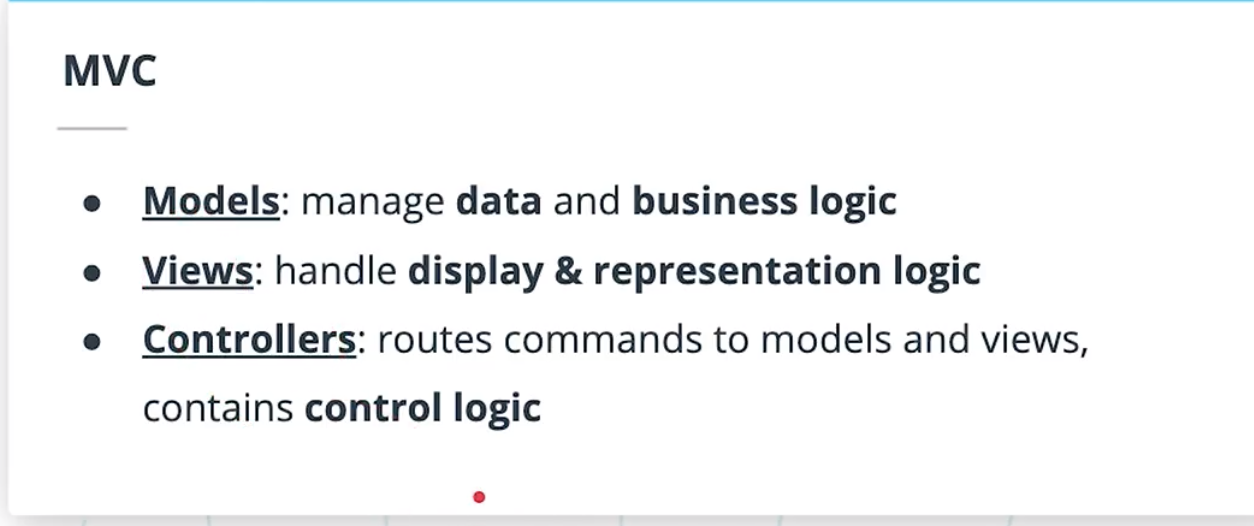 MVC
● Models: manage data and business logic
● Views: handle display & representation logic
● Controllers: routes commands to models and views,
contains control logic